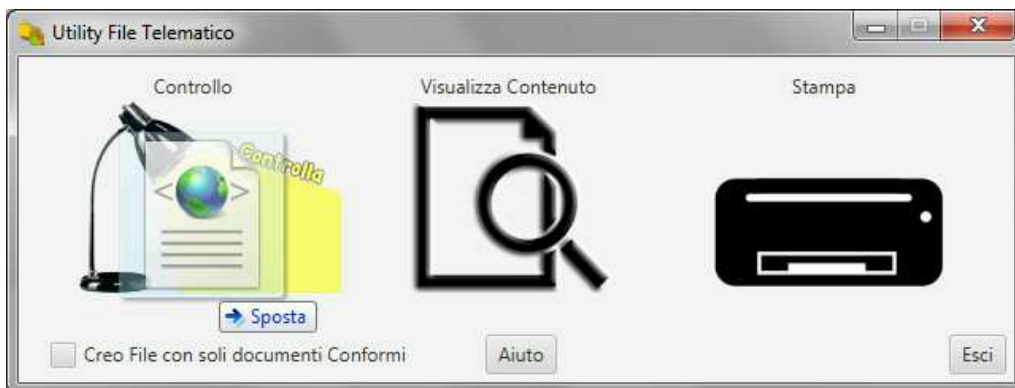 Utility File Telematico
Controllo
Visualizza Contenuto
Stampa
Controlla
Sposta
Creo File con soli documenti Conformi
Aiuto
Esci